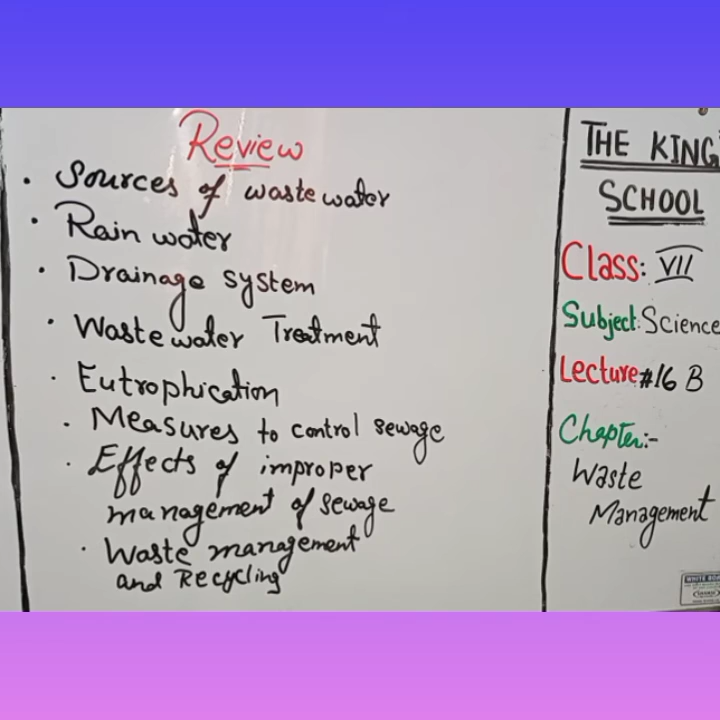 Review
• Sources of waste water
• Rain water
• Drainage system
• Waste water Treatment
• Eutrophication
• Measures to control sewage
• Effects of improper
management of sewage
• Waste management
and Recycling
THE KING'
SCHOOL
Class: VII
Subject: Science
Lecture#16 B
Chapter:-
Waste
Management
WHITE BOA